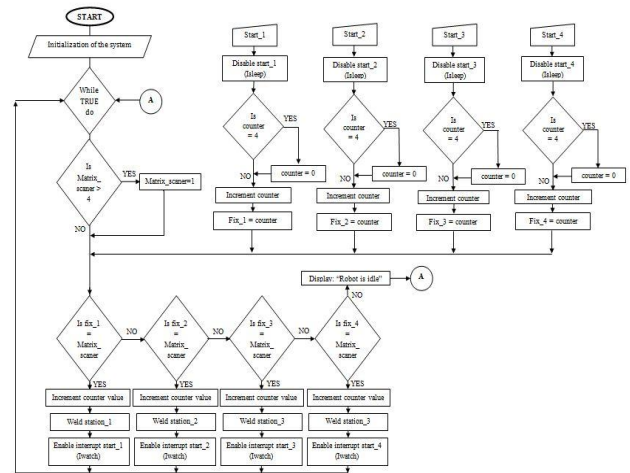 START
Initialization of the system
While
TRUE
do
A
Is
Matrix_
scaner >
4
YES
Matrix_scaner=1
NO
Start_1
Disable start_1
(Isleep)
Is
counter
= 4
YES
NO
counter = 0
Increment counter
Fix_1 = counter
Start_2
Disable start_2
(Isleep)
Is
counter
= 4
YES
NO
counter = 0
Increment counter
Fix_2 = counter
Start_3
Disable start_3
(Isleep)
Is
counter
= 4
YES
NO
counter = 0
Increment counter
Fix_3 = counter
Start_4
Disable start_4
(Isleep)
Is
counter
= 4
YES
NO
counter = 0
Increment counter
Fix_4 = counter
Display: "Robot is idle"
A
NO
Is fix_1
=
Matrix_
scaner
NO
Is fix_2
=
Matrix_
scaner
NO
Is fix_3
=
Matrix_
scaner
NO
Is fix_4
=
Matrix_
scaner
YES
YES
YES
YES
Increment counter value
Increment counter value
Increment counter value
Increment counter value
Weld station_1
Weld station_2
Weld station_3
Weld station_3
Enable interrupt start_1
(Iwatch)
Enable interrupt start_2
(Iwatch)
Enable interrupt start_3
(Iwatch)
Enable interrupt start_4
(Iwatch)